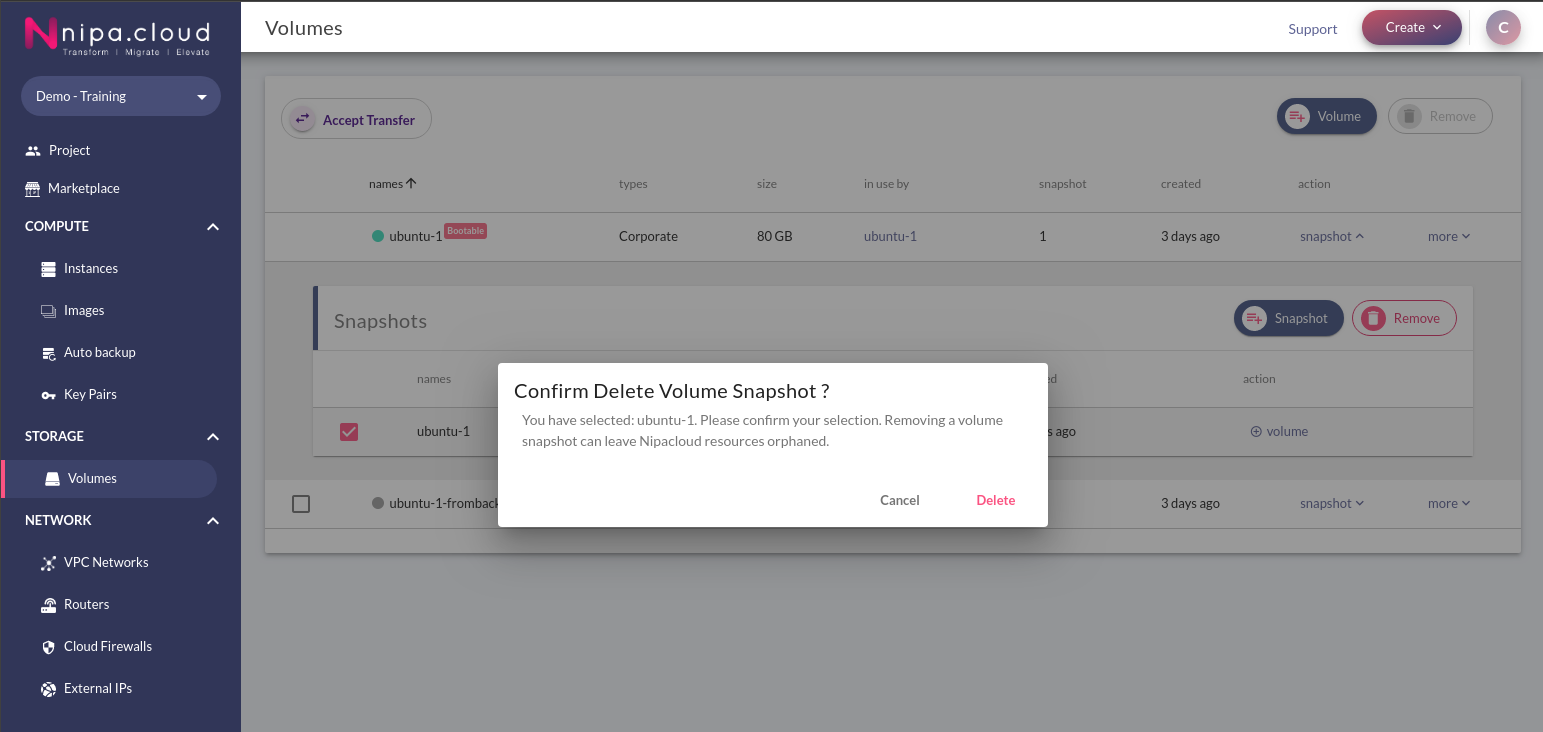 nipa.cloud
Transform | Migrate | Elevate
Volumes
Support
Create
C
Demo - Training
Project
Marketplace
COMPUTE
Instances
Images
Auto backup
Key Pairs
STORAGE
Volumes
NETWORK
VPC Networks
Routers
Cloud Firewalls
External IPs
Accept Transfer
Volume
Remove
names types size in use by snapshot created action
ubuntu-1 Bootable Corporate 80 GB ubuntu-1 1 3 days ago snapshot more
Snapshots
Snapshot
Remove
names action
ubuntu-1 ago volume
Confirm Delete Volume Snapshot ?
You have selected: ubuntu-1. Please confirm your selection. Removing a volume
snapshot can leave Nipacloud resources orphaned.
Cancel Delete
ubuntu-1-fromback 3 days ago snapshot more